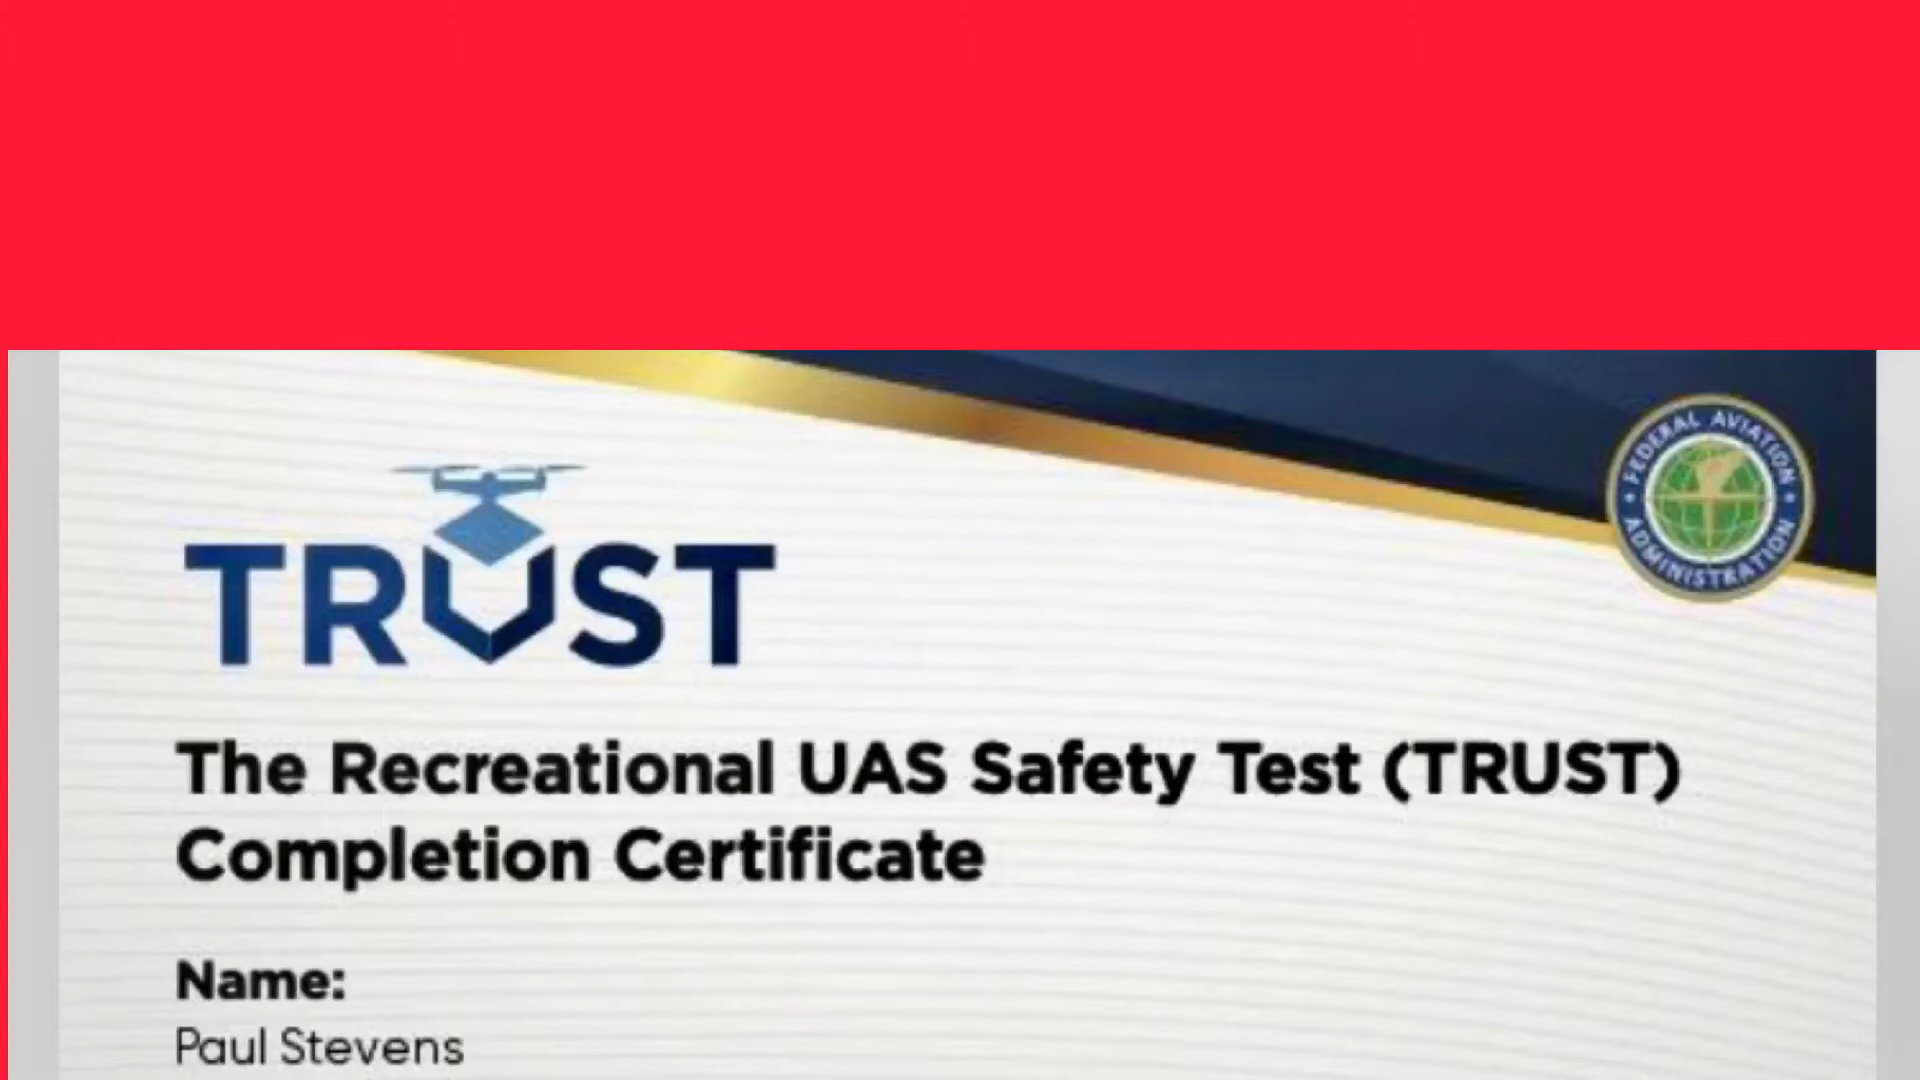 FEDERAL AVIATION
ADMINISTRATION
TRUST
The Recreational UAS Safety Test (TRUST)
Completion Certificate
Name:
Paul Stevens